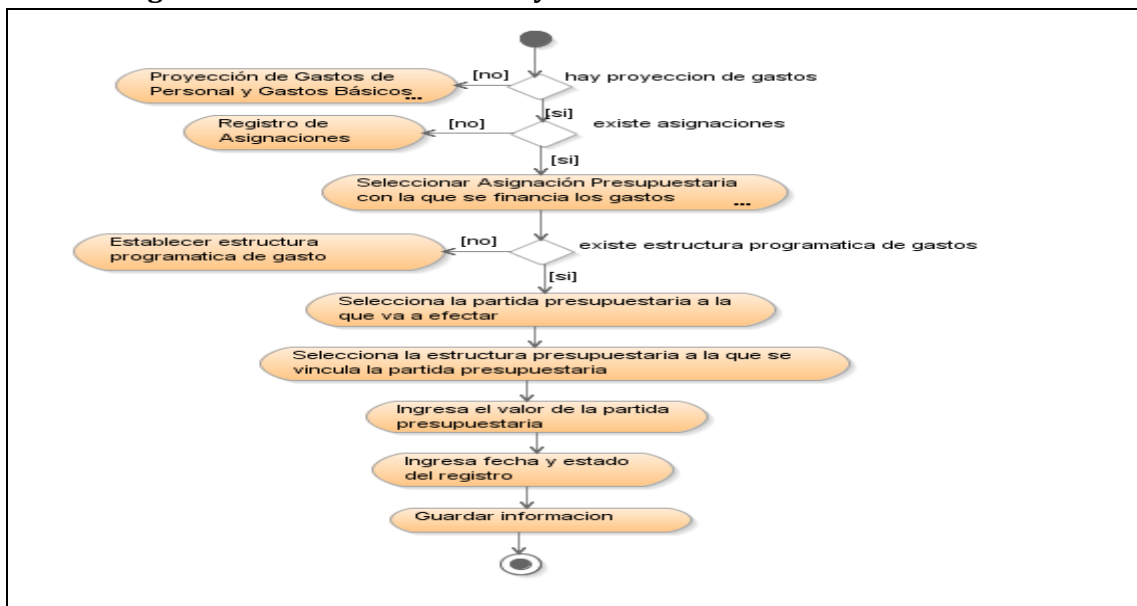 [no]
hay proyeccion de gastos
Proyección de Gastos de
Personal y Gastos Básicos
...
[si]
[no]
existe asignaciones
Registro de
Asignaciones
[si]
Seleccionar Asignación Presupuestaria
con la que se financia los gastos
...
[no]
existe estructura programatica de gastos
Establecer estructura
programatica de gasto
[si]
Selecciona la partida presupuestaria a la
que va a efectar
Selecciona la estructura presupuestaria a la que se
vincula la partida presupuestaria
Ingresa el valor de la partida
presupuestaria
Ingresa fecha y estado
del registro
Guardar informacion